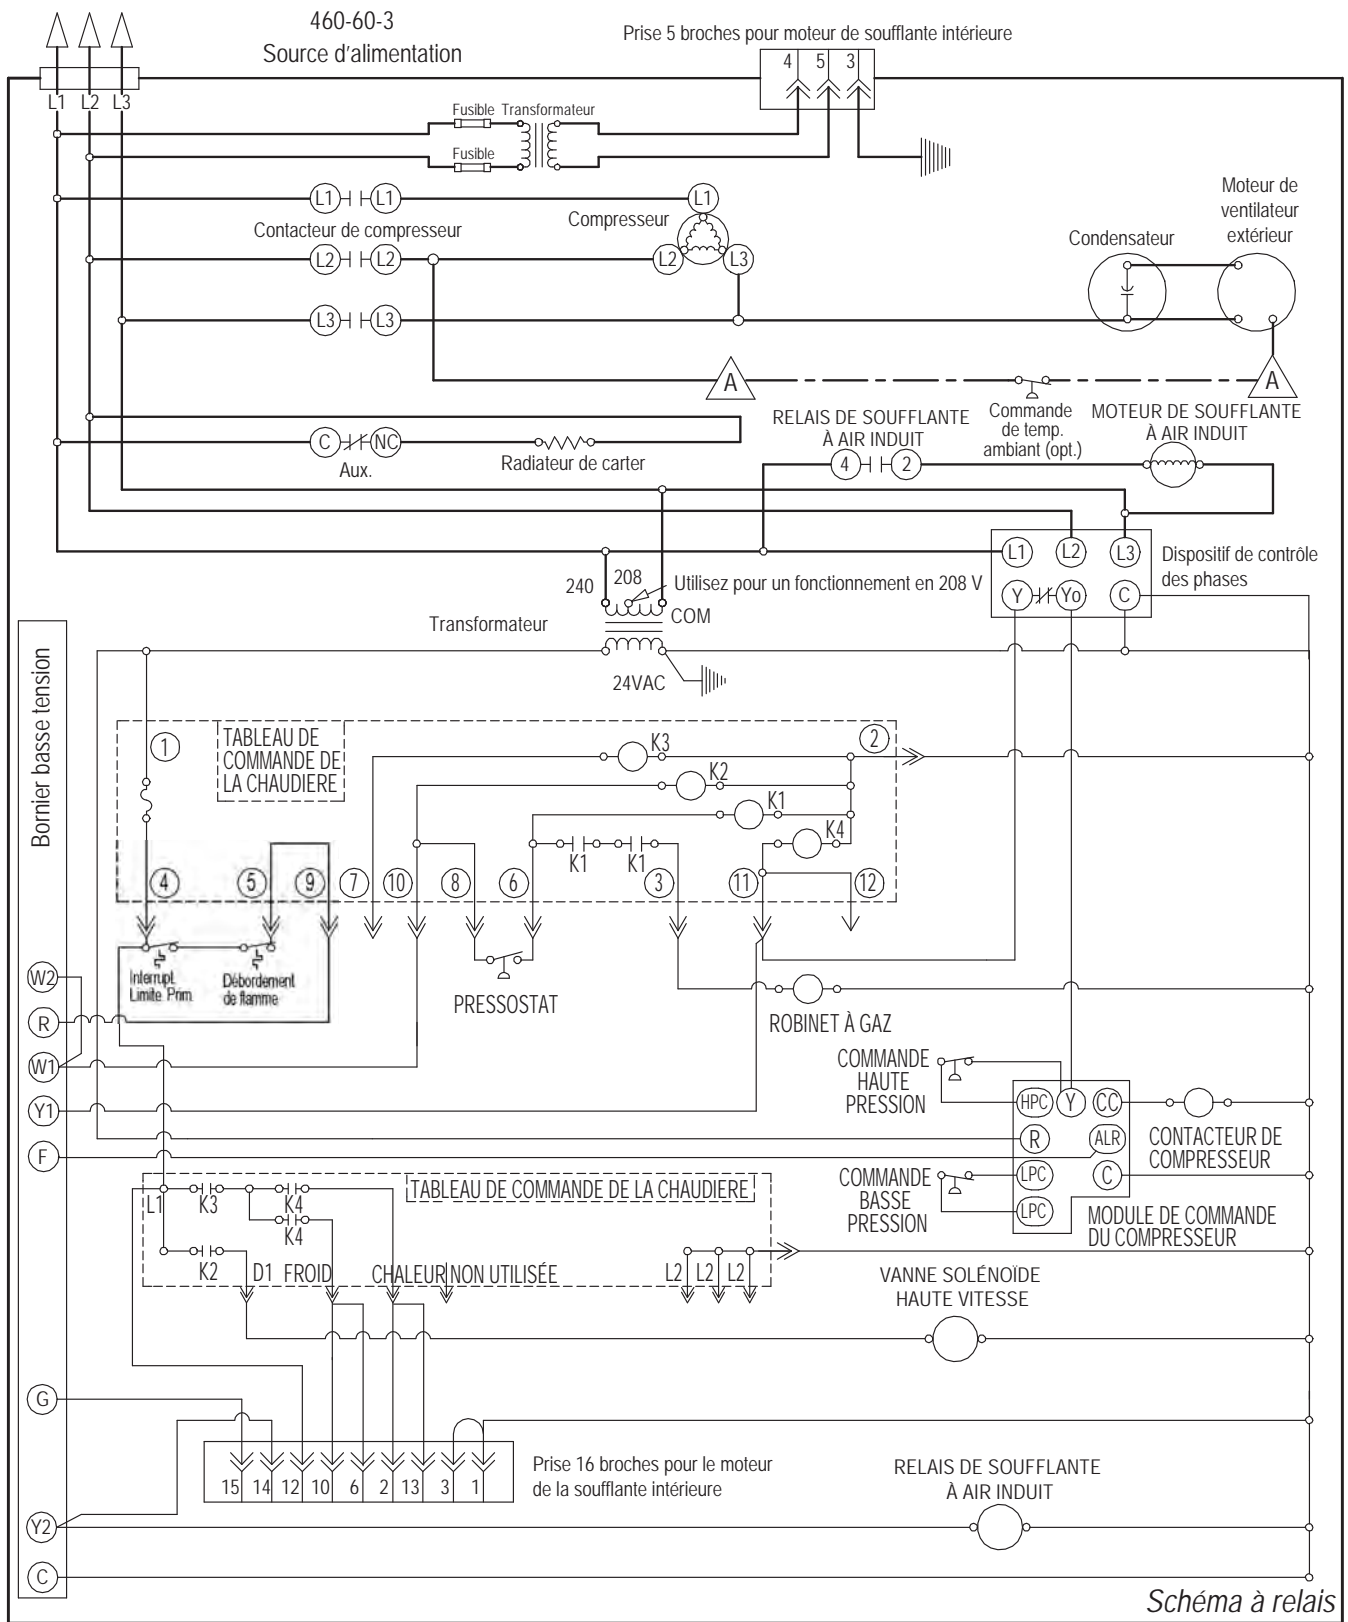 460-60-3
Source d'alimentation
Prise 5 broches pour moteur de soufflante intérieure
4 5 3
L1 L2 L3
Fusible Transformateur
Fusible
L1 L1 L1
Contacteur de compresseur
Compresseur
L2 L2 L2 L3
L3 L3
Condensateur
Moteur de
ventilateur
extérieur
A A
Commande
de temp.
ambiant (opt.)
RELAIS DE SOUFFLANTE
À AIR INDUIT
4 2
MOTEUR DE SOUFFLANTE
À AIR INDUIT
C NC
Aux.
Radiateur de carter
L1 L2 L3
Y Yo C
Dispositif de contrôle
des phases
240 208 Utilisez pour un fonctionnement en 208 V
COM
Transformateur
24VAC
Bornier basse tension
1
TABLEAU DE
COMMANDE DE
LA CHAUDIERE
K3 2
K2
K1
K4
K1 K1
4 5 9 7 10 8 6 3 11 12
Interrupt.
Limite Prim.
Débordement
de flamme
PRESSOSTAT
ROBINET À GAZ
W2
R
W1
Y1
F
COMMANDE
HAUTE
PRESSION
HPC Y CC
R ALR
LPC C
LPC
CONTACTEUR DE
COMPRESSEUR
COMMANDE
BASSE
PRESSION
MODULE DE COMMANDE
DU COMPRESSEUR
TABLEAU DE COMMANDE DE LA CHAUDIERE
L1 K3 K4
K4
K2 D1 FROID CHALEUR NON UTILISÉE L2 L2 L2
VANNE SOLÉNOÏDE
HAUTE VITESSE
G
15 14 12 10 6 2 13 3 1
Prise 16 broches pour le moteur
de la soufflante intérieure
RELAIS DE SOUFFLANTE
À AIR INDUIT
Y2
C
Schéma à relais